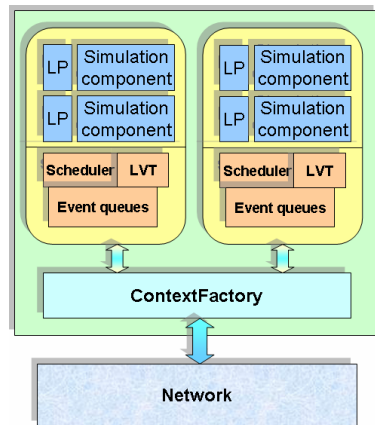 LP Simulation component LP Simulation component
LP Simulation component LP Simulation component
Scheduler LVT Scheduler LVT
Event queues Event queues
ContextFactory
Network